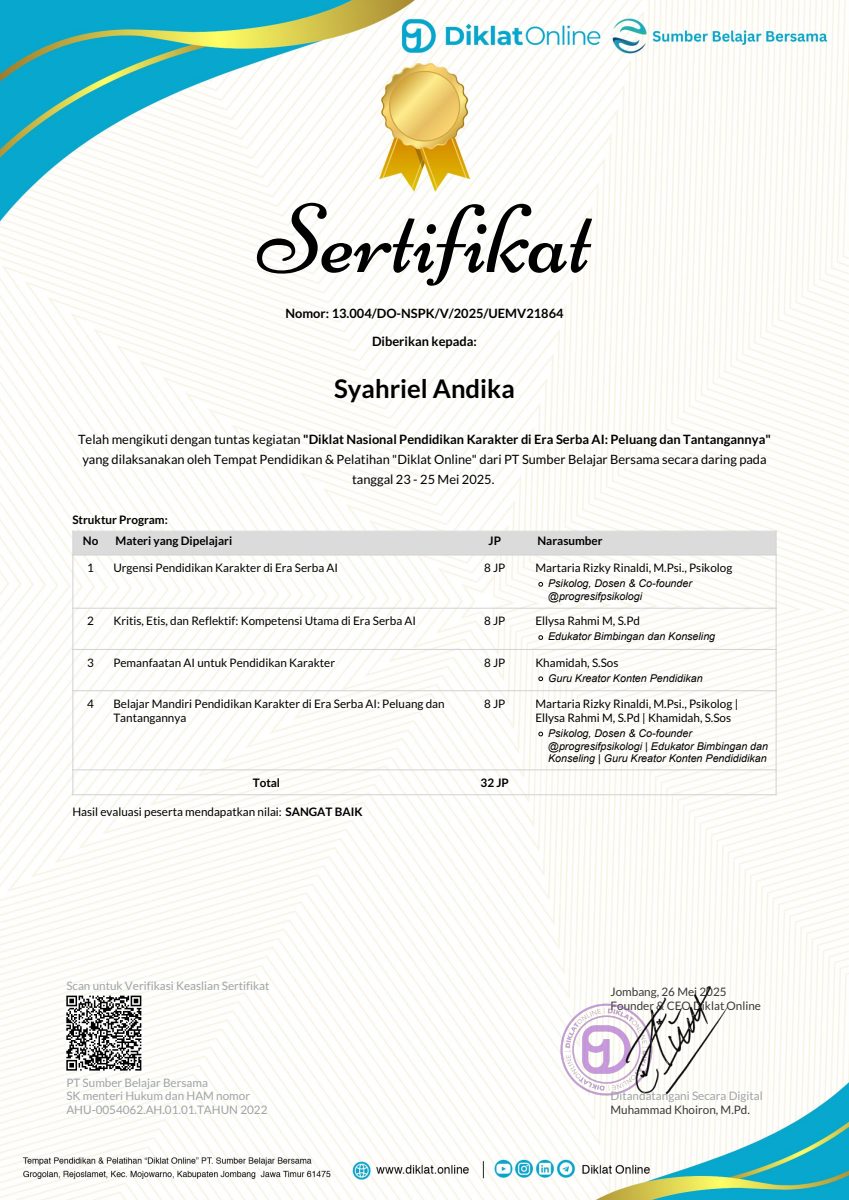 DiklatOnline
Sumber Belajar Bersama
Sertifikat
Nomor: 13.004/DO-NSPK/V/2025/UEMV21864
Diberikan kepada:
Syahriel Andika
Telah mengikuti dengan tuntas kegiatan "Diklat Nasional Pendidikan Karakter di Era Serba AI: Peluang dan Tantangannya"
yang dilaksanakan oleh Tempat Pendidikan & Pelatihan "Diklat Online" dari PT Sumber Belajar Bersama secara daring pada
tanggal 23 - 25 Mei 2025.
Struktur Program:
No Materi yang Dipelajari JP Narasumber
1 Urgensi Pendidikan Karakter di Era Serba AI 8 JP Martaria Rizky Rinaldi, M.Psi., Psikolog
Psikolog, Dosen & Co-founder
@progresifpsikologi
2 Kritis, Etis, dan Reflektif: Kompetensi Utama di Era Serba AI 8 JP Ellysa Rahmi M, S.Pd
Edukator Bimbingan dan Konseling
3 Pemanfaatan AI untuk Pendidikan Karakter 8 JP Khamidah, S.Sos
Guru Kreator Konten Pendidikan
4 Belajar Mandiri Pendidikan Karakter di Era Serba AI: Peluang dan 8 JP Martaria Rizky Rinaldi, M.Psi., Psikolog |
Tantangannya Ellysa Rahmi M, S.Pd | Khamidah, S.Sos
Psikolog, Dosen & Co-founder
@progresifpsikologi | Edukator Bimbingan dan
Konseling | Guru Kreator Konten Pendididikan
Total 32 JP
Hasil evaluasi peserta mendapatkan nilai: SANGAT BAIK
Scan untuk Verifikasi Keaslian Sertifikat
PT Sumber Belajar Bersama
SK menteri Hukum dan HAM nomor
AHU-0054062.AH.01.01.TAHUN 2022
Jombang, 26 Mei 2025
Founder & CEO Diklat Online
DIKLATONLINE | DIKLATONLINE | DIKLATONLINE
Ditandatangani Secara Digital
Muhammad Khoiron, M.Pd.
Tempat Pendidikan & Pelatihan “Diklat Online” PT. Sumber Belajar Bersama
Grogolan, Rejoslamet, Kec. Mojowarno, Kabupaten Jombang Jawa Timur 61475
www.diklat.online
Diklat Online